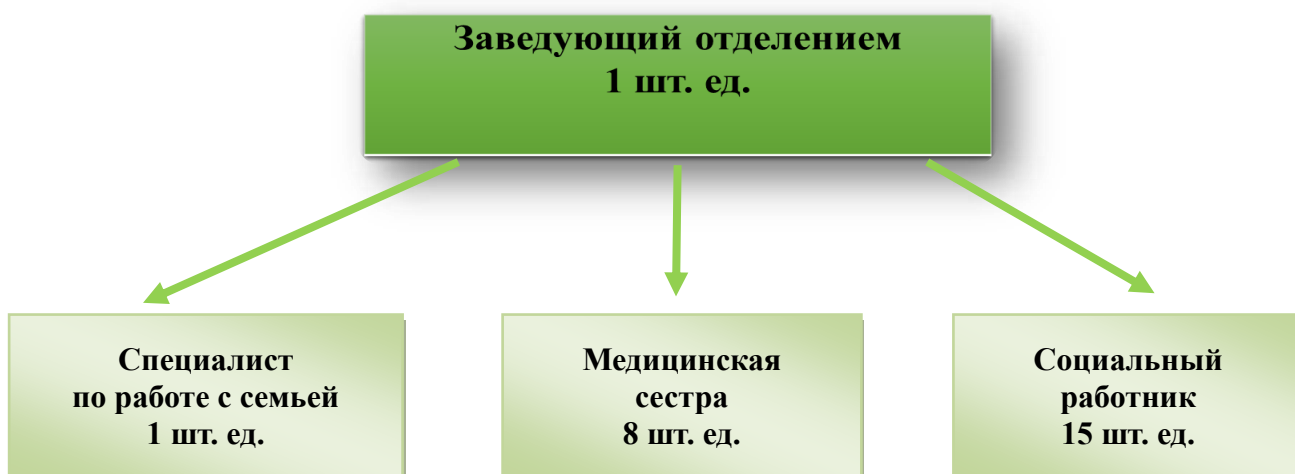 Заведующий отделением
1 шт. ед.
Специалист
по работе с семьей
1 шт. ед.
Медицинская
сестра
8 шт. ед.
Социальный
работник
15 шт. ед.